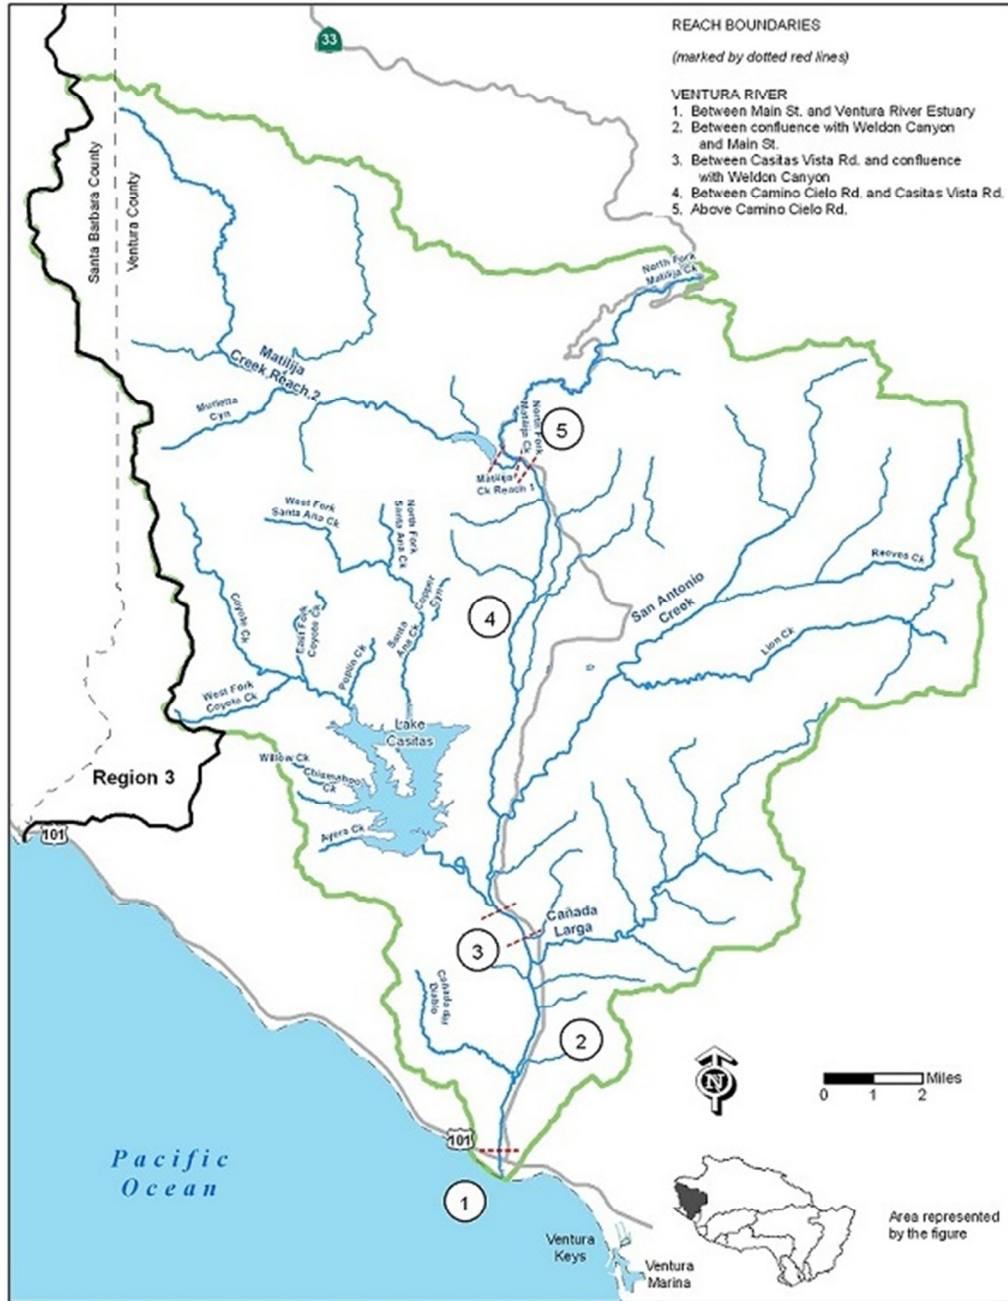 33
REACH BOUNDARIES
(marked by dotted red lines)
VENTURA RIVER
1. Between Main St. and Ventura River Estuary
2. Between confluence with Weldon Canyon
and Main St.
3. Between Casitas Vista Rd. and confluence
with Weldon Canyon
4. Between Camino Cielo Rd. and Casitas Vista Rd.
5. Above Camino Cielo Rd.
Santa Barbara County
Ventura County
North Fork
Matilija Ck
Matilija
Creek Reach 2
Murietta
Cyn
North Fork
Matilija Ck
5
Matilija
Ck Reach 1
West Fork
Santa Ana Ck
North Fork
Santa Ana Ck
Reeves Ck
San Antonio
Creek
Coyote Ck
East Fork
Coyote Ck
Copper
Cyn
Santa
Ana Ck
4
Lion Ck
Poplin Ck
West Fork
Coyote Ck
Lake
Casitas
Willow Ck
Chismahoo
Ck
Region 3
101
Ayers Ck
Cañada
Larga
3
Cañada del
Diablo
2
N
Miles
0 1 2
101
Pacific
Ocean
1
Ventura
Keys
Ventura
Marina
Area represented
by the figure